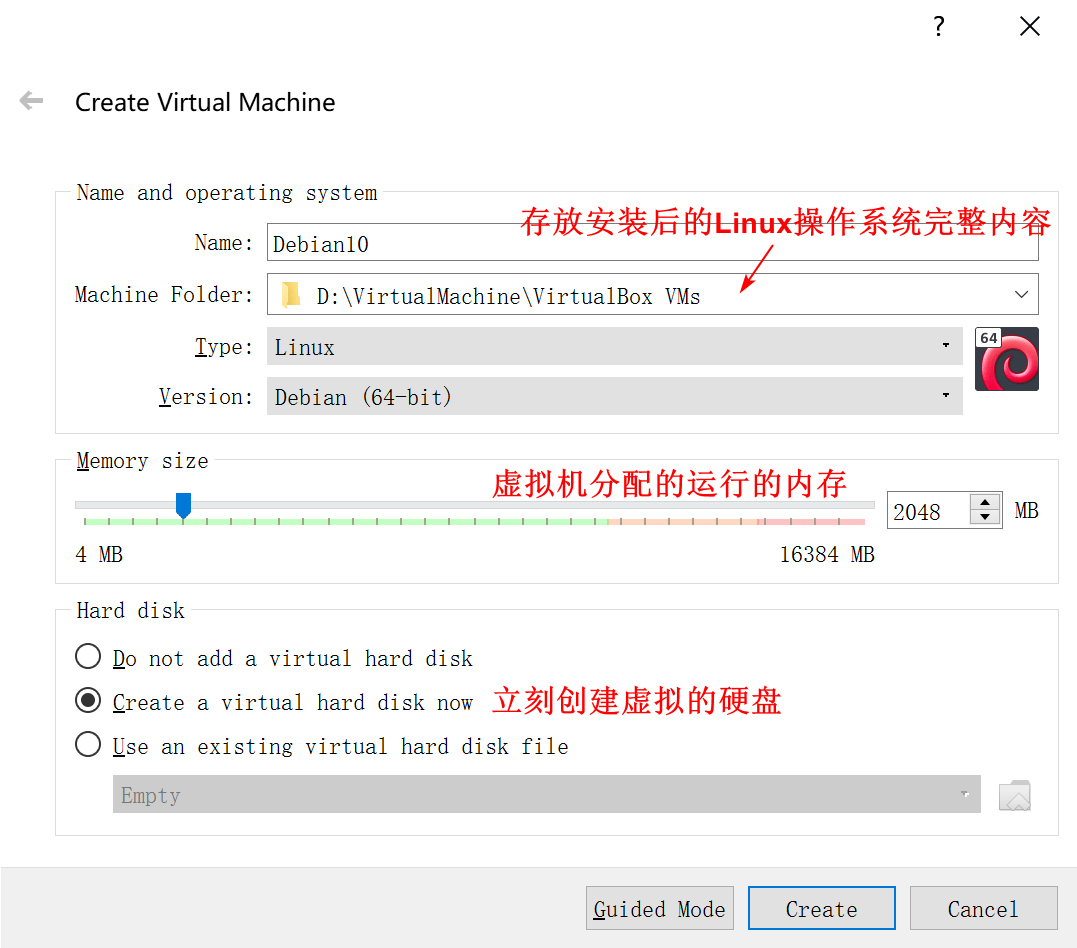 ?
Create Virtual Machine
Name and operating system
存放安装后的Linux操作系统完整内容
Name: Debian10
Machine Folder: D:\VirtualMachine\VirtualBox VMs
Type: Linux
64
Version: Debian (64-bit)
Memory size
虚拟机分配的运行的内存
2048 MB
4 MB 16384 MB
Hard disk
Do not add a virtual hard disk
Create a virtual hard disk now 立刻创建虚拟的硬盘
Use an existing virtual hard disk file
Empty
Guided Mode Create Cancel